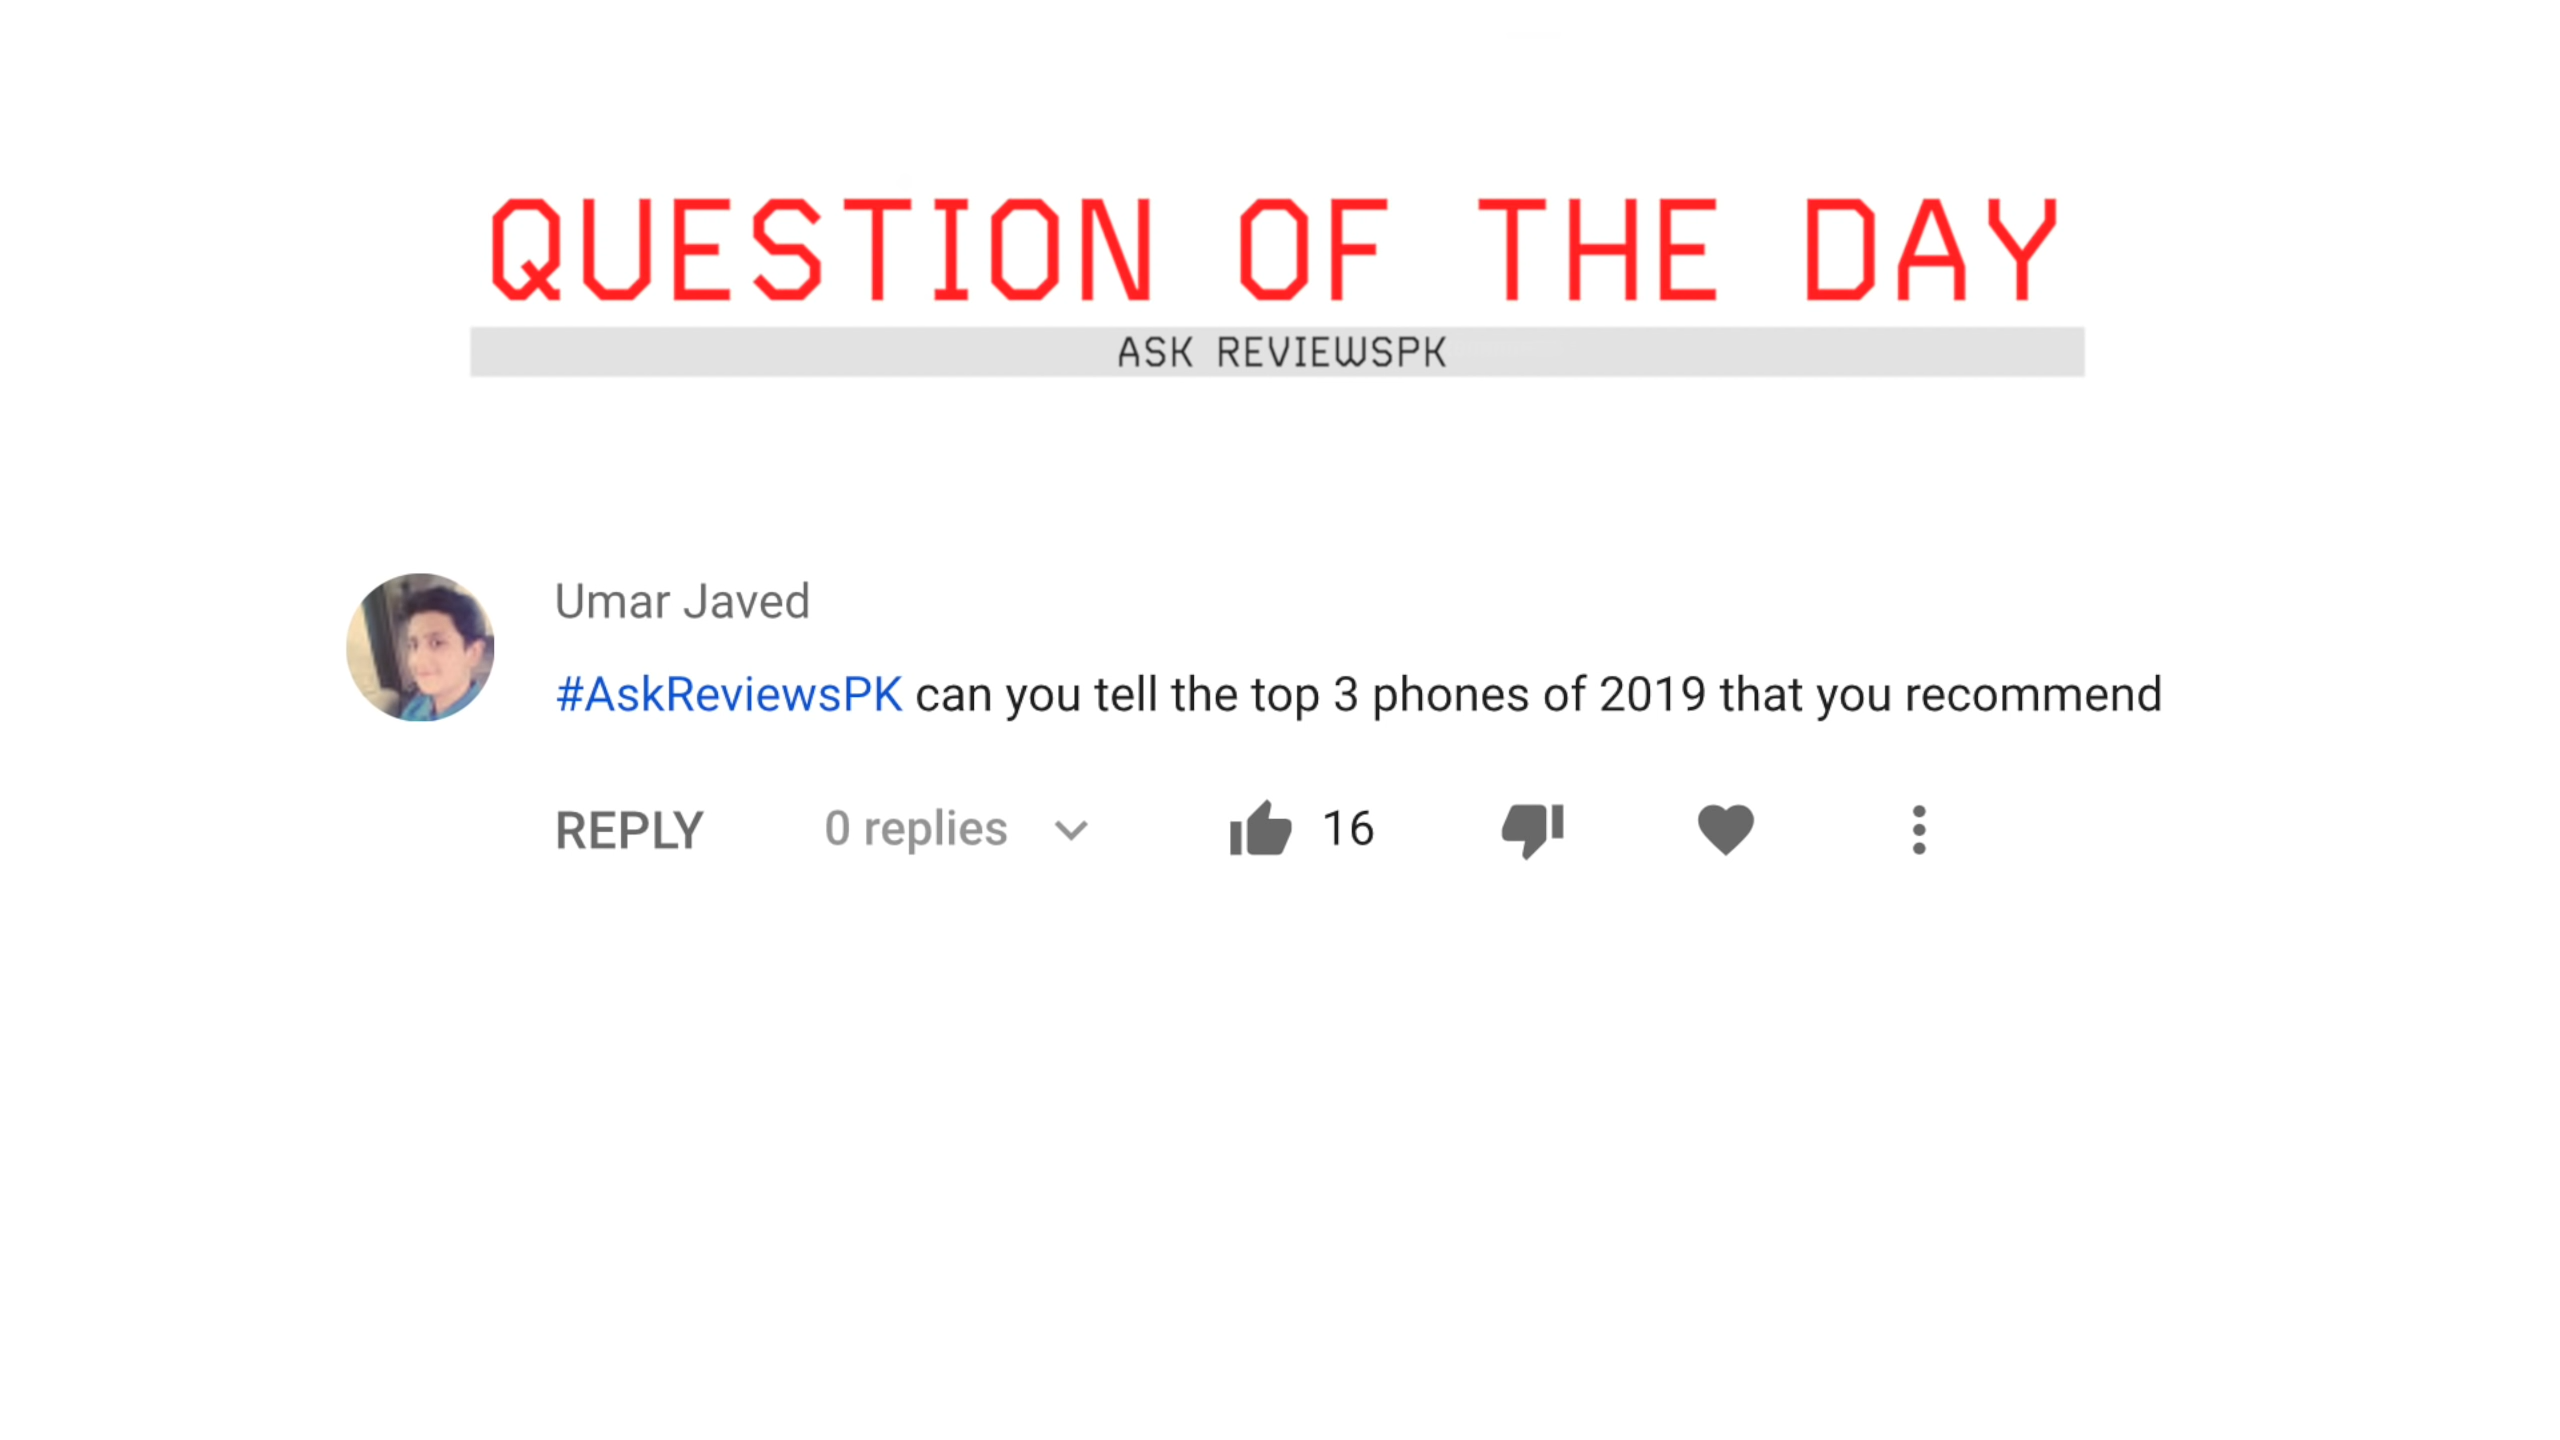 QUESTION OF THE DAY
ASK REVIEWSPK
Umar Javed
#AskReviewsPK can you tell the top 3 phones of 2019 that you recommend
REPLY 0 replies 16